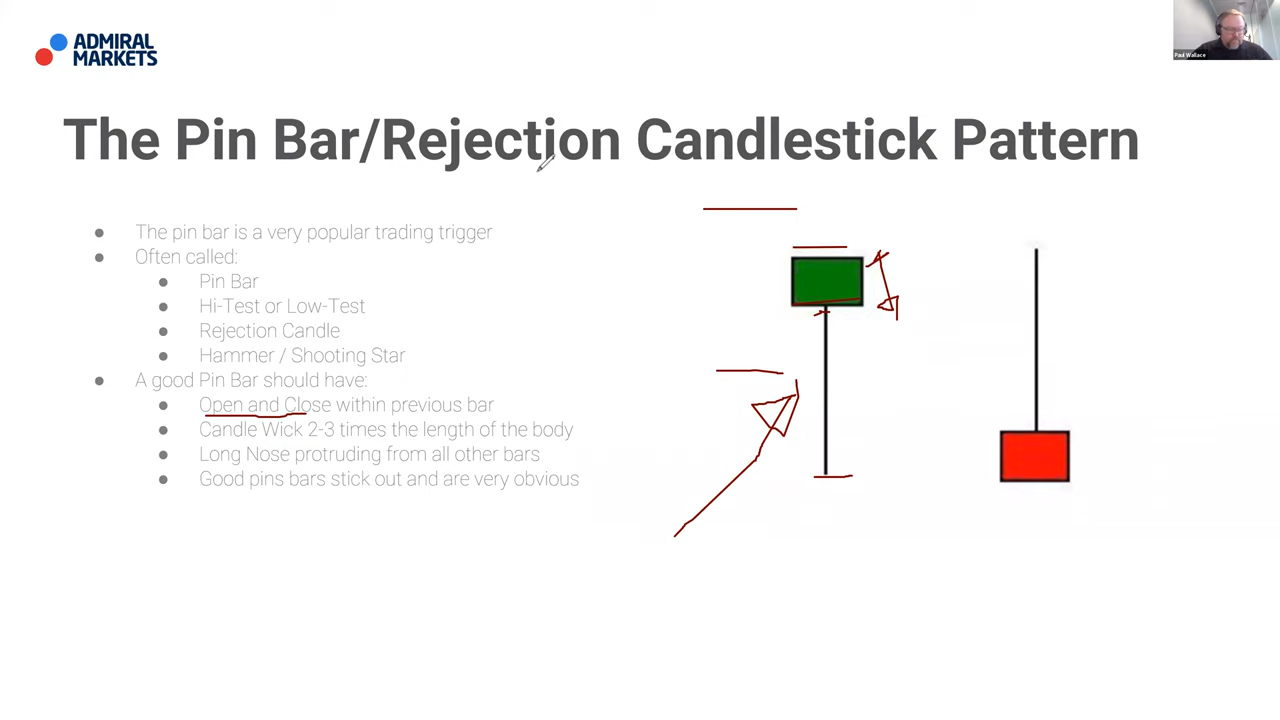 ADMIRAL
MARKETS
Paul Wallace
The Pin Bar/Rejection Candlestick Pattern
The pin bar is a very popular trading trigger
Often called:
Pin Bar
Hi-Test or Low-Test
Rejection Candle
Hammer / Shooting Star
A good Pin Bar should have:
Open and Close within previous bar
Candle Wick 2-3 times the length of the body
Long Nose protruding from all other bars
Good pins bars stick out and are very obvious